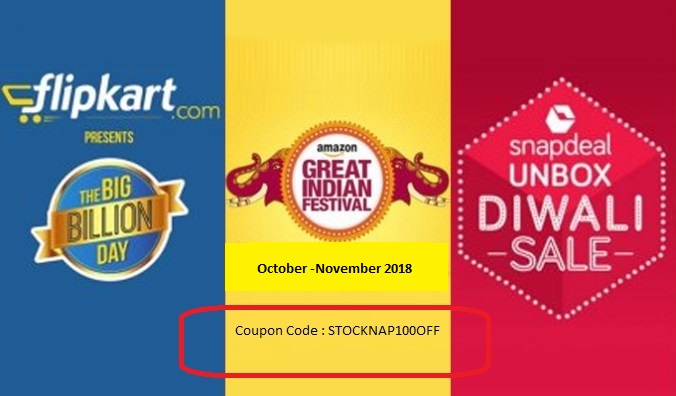 flipkart.com
PRESENTS
THE BIG
BILLION
DAY
amazon
GREAT
INDIAN
FESTIVAL
October -November 2018
Coupon Code : STOCKNAP100OFF
snapdeal
UNBOX
DIWALI
SALE